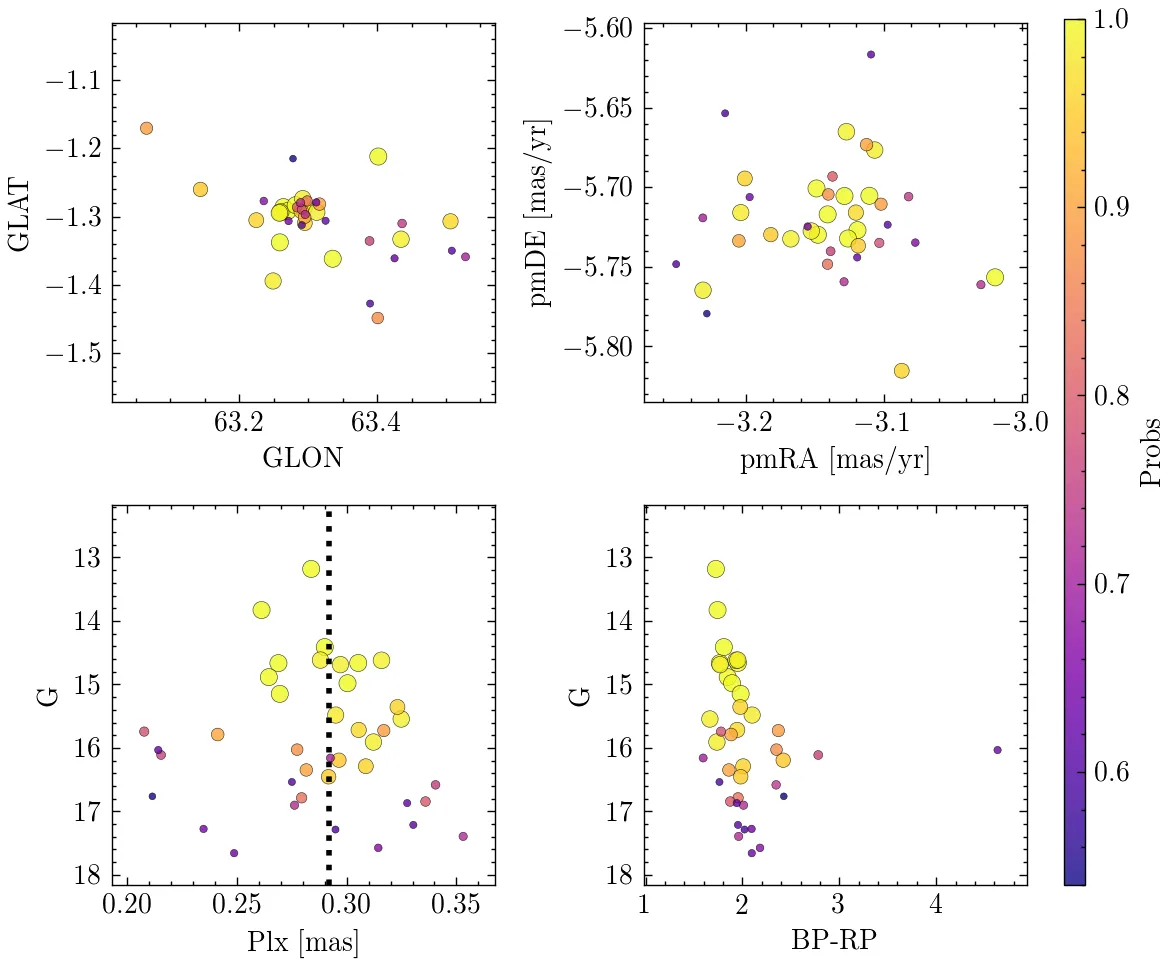 GLAT
−1.1
−1.2
−1.3
−1.4
−1.5
63.2 63.4
GLON
pmDE [mas/yr]
−5.60
−5.65
−5.70
−5.75
−5.80
−3.2 −3.1 −3.0
pmRA [mas/yr]
1.0
0.9
0.8
0.7
0.6
Probs
G
13
14
15
16
17
18
0.20 0.25 0.30 0.35
Plx [mas]
G
13
14
15
16
17
18
1 2 3 4
BP-RP